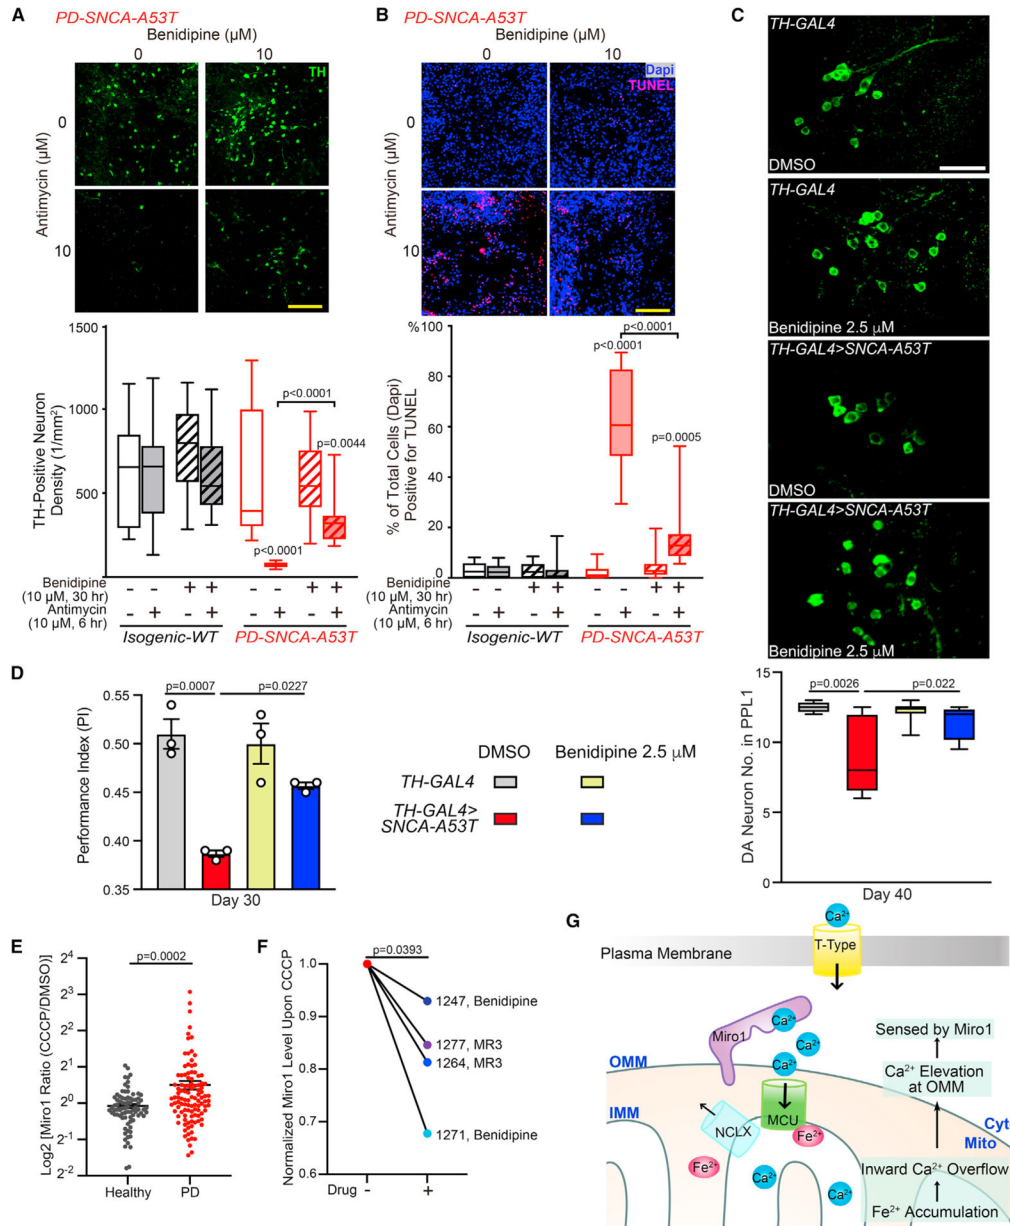 A
PD-SNCA-A53T
Benidipine (μM)
0 10
TH
Antimycin (μM)
0
10
TH-Positive Neuron
Density (1/mm²)
1500
1000
500
p<0.0001
p=0.0044
p<0.0001
Benidipine
(10 μM, 30 hr)
- - + + - - + +
Antimycin
(10 μM, 6 hr)
- + - + - + - +
Isogenic-WT PD-SNCA-A53T
B
PD-SNCA-A53T
Benidipine (μM)
0 10
Dapi
TUNEL
Antimycin (μM)
0
10
% of Total Cells (Dapi)
Positive for TUNEL
%100
80
60
40
20
0
p<0.0001
p<0.0001
p=0.0005
Benidipine
(10 μM, 30 hr)
- - + + - - + +
Antimycin
(10 μM, 6 hr)
- + - + - + - +
Isogenic-WT PD-SNCA-A53T
C
TH-GAL4
DMSO
TH-GAL4
Benidipine 2.5 μM
TH-GAL4>SNCA-A53T
DMSO
TH-GAL4>SNCA-A53T
Benidipine 2.5 μM
DA Neuron No. in PPL1
15
10
5
0
p=0.0026 p=0.022
Day 40
D
Performance Index (PI)
0.55
0.50
0.45
0.40
0.35
p=0.0007 p=0.0227
Day 30
DMSO Benidipine 2.5 μM
TH-GAL4
TH-GAL4>
SNCA-A53T
E
Log2 [Miro1 Ratio (CCCP/DMSO)]
2⁴
2³
2²
2¹
2⁰
2⁻¹
2⁻²
p=0.0002
Healthy PD
F
Normalized Miro1 Level Upon CCCP
1.0
0.9
0.8
0.7
0.6
p=0.0393
1247, Benidipine
1277, MR3
1264, MR3
1271, Benidipine
Drug - +
G
Ca²⁺
T-Type
Plasma Membrane
Miro1
Ca²⁺
Ca²⁺
Ca²⁺
OMM
IMM
NCLX
MCU
Fe²⁺
Fe²⁺
Ca²⁺
Ca²⁺
Ca²⁺
Sensed by Miro1
Ca²⁺ Elevation
at OMM
Cyt
Mito
Inward Ca²⁺ Overflow
Fe²⁺ Accumulation